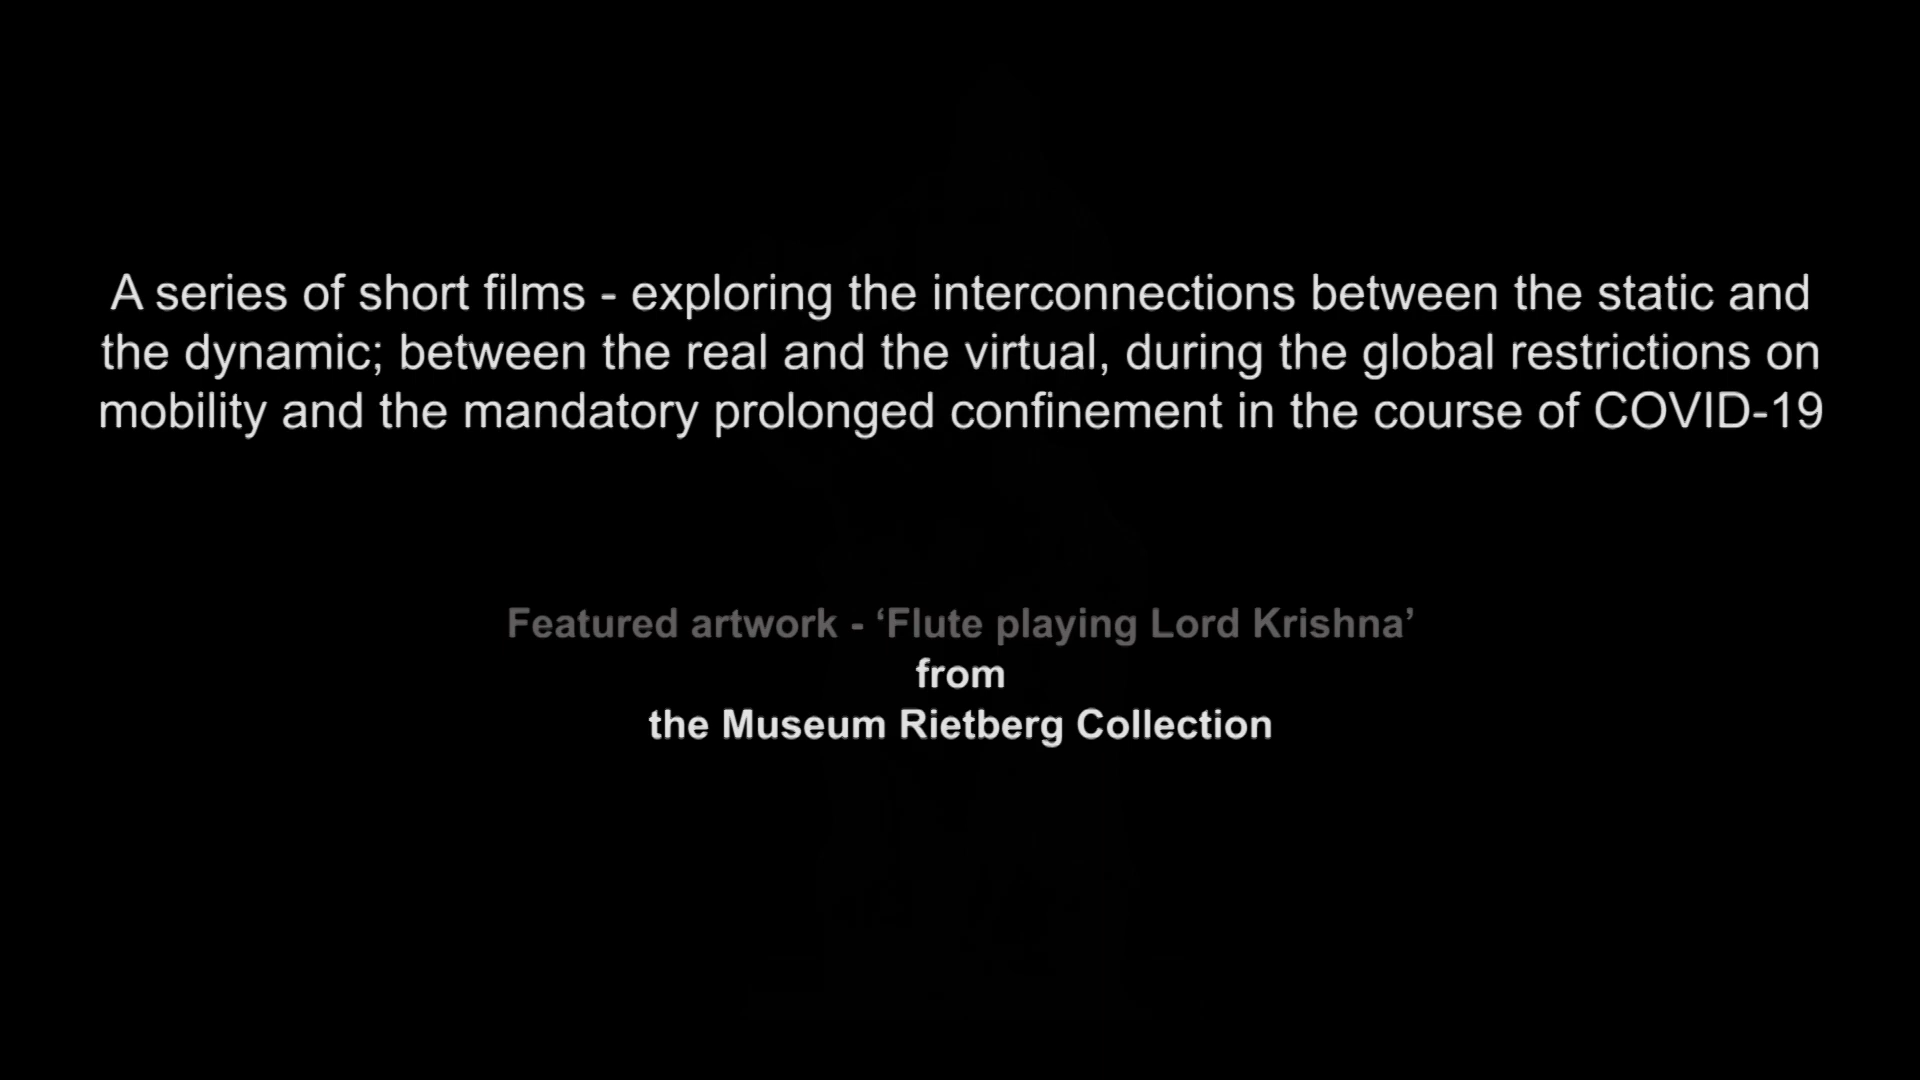 A series of short films - exploring the interconnections between the static and
the dynamic; between the real and the virtual, during the global restrictions on
mobility and the mandatory prolonged confinement in the course of COVID-19
Featured artwork - ‘Flute playing Lord Krishna’
from
the Museum Rietberg Collection